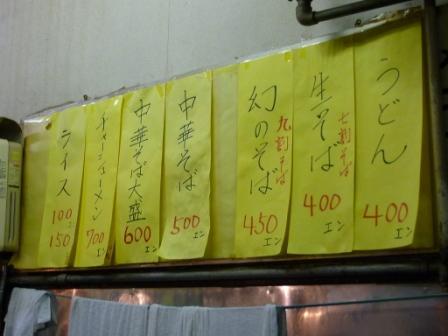 うどん
400
エン
生そば
七割そば
400
エン
幻のそば
九割そば
450
エン
中華そば
500
エン
中華そば大盛
600
エン
チャーシューメン
700
エン
ライス
100
150
エン